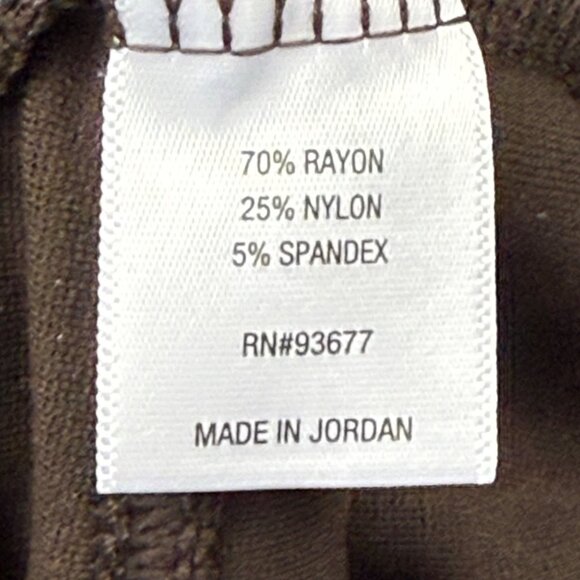 70% RAYON
25% NYLON
5% SPANDEX
RN#93677
MADE IN JORDAN